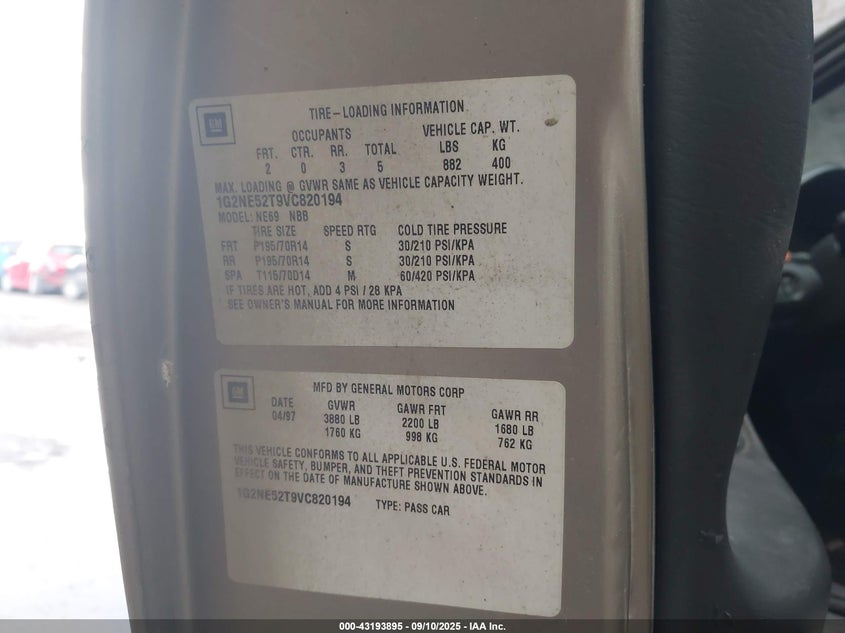 GM
TIRE-LOADING INFORMATION
OCCUPANTS VEHICLE CAP. WT.
FRT. CTR. RR. TOTAL LBS KG
2 0 3 5 882 400
MAX. LOADING @ GVWR SAME AS VEHICLE CAPACITY WEIGHT.
1G2NE52T9VC820194
MODEL: NE69 NBB
TIRE SIZE SPEED RTG COLD TIRE PRESSURE
FRT P195/70R14 S 30/210 PSI/KPA
RR P195/70R14 S 30/210 PSI/KPA
SPA T115/70D14 M 60/420 PSI/KPA
IF TIRES ARE HOT, ADD 4 PSI / 28 KPA
SEE OWNER'S MANUAL FOR MORE INFORMATION
GM
MFD BY GENERAL MOTORS CORP
DATE GVWR GAWR FRT GAWR RR
04/97 3880 LB 2200 LB 1680 LB
1760 KG 998 KG 762 KG
THIS VEHICLE CONFORMS TO ALL APPLICABLE U.S. FEDERAL MOTOR
VEHICLE SAFETY, BUMPER, AND THEFT PREVENTION STANDARDS IN
EFFECT ON THE DATE OF MANUFACTURE SHOWN ABOVE.
1G2NE52T9VC820194 TYPE: PASS CAR
000-43193895 - 09/10/2025 - IAA Inc.